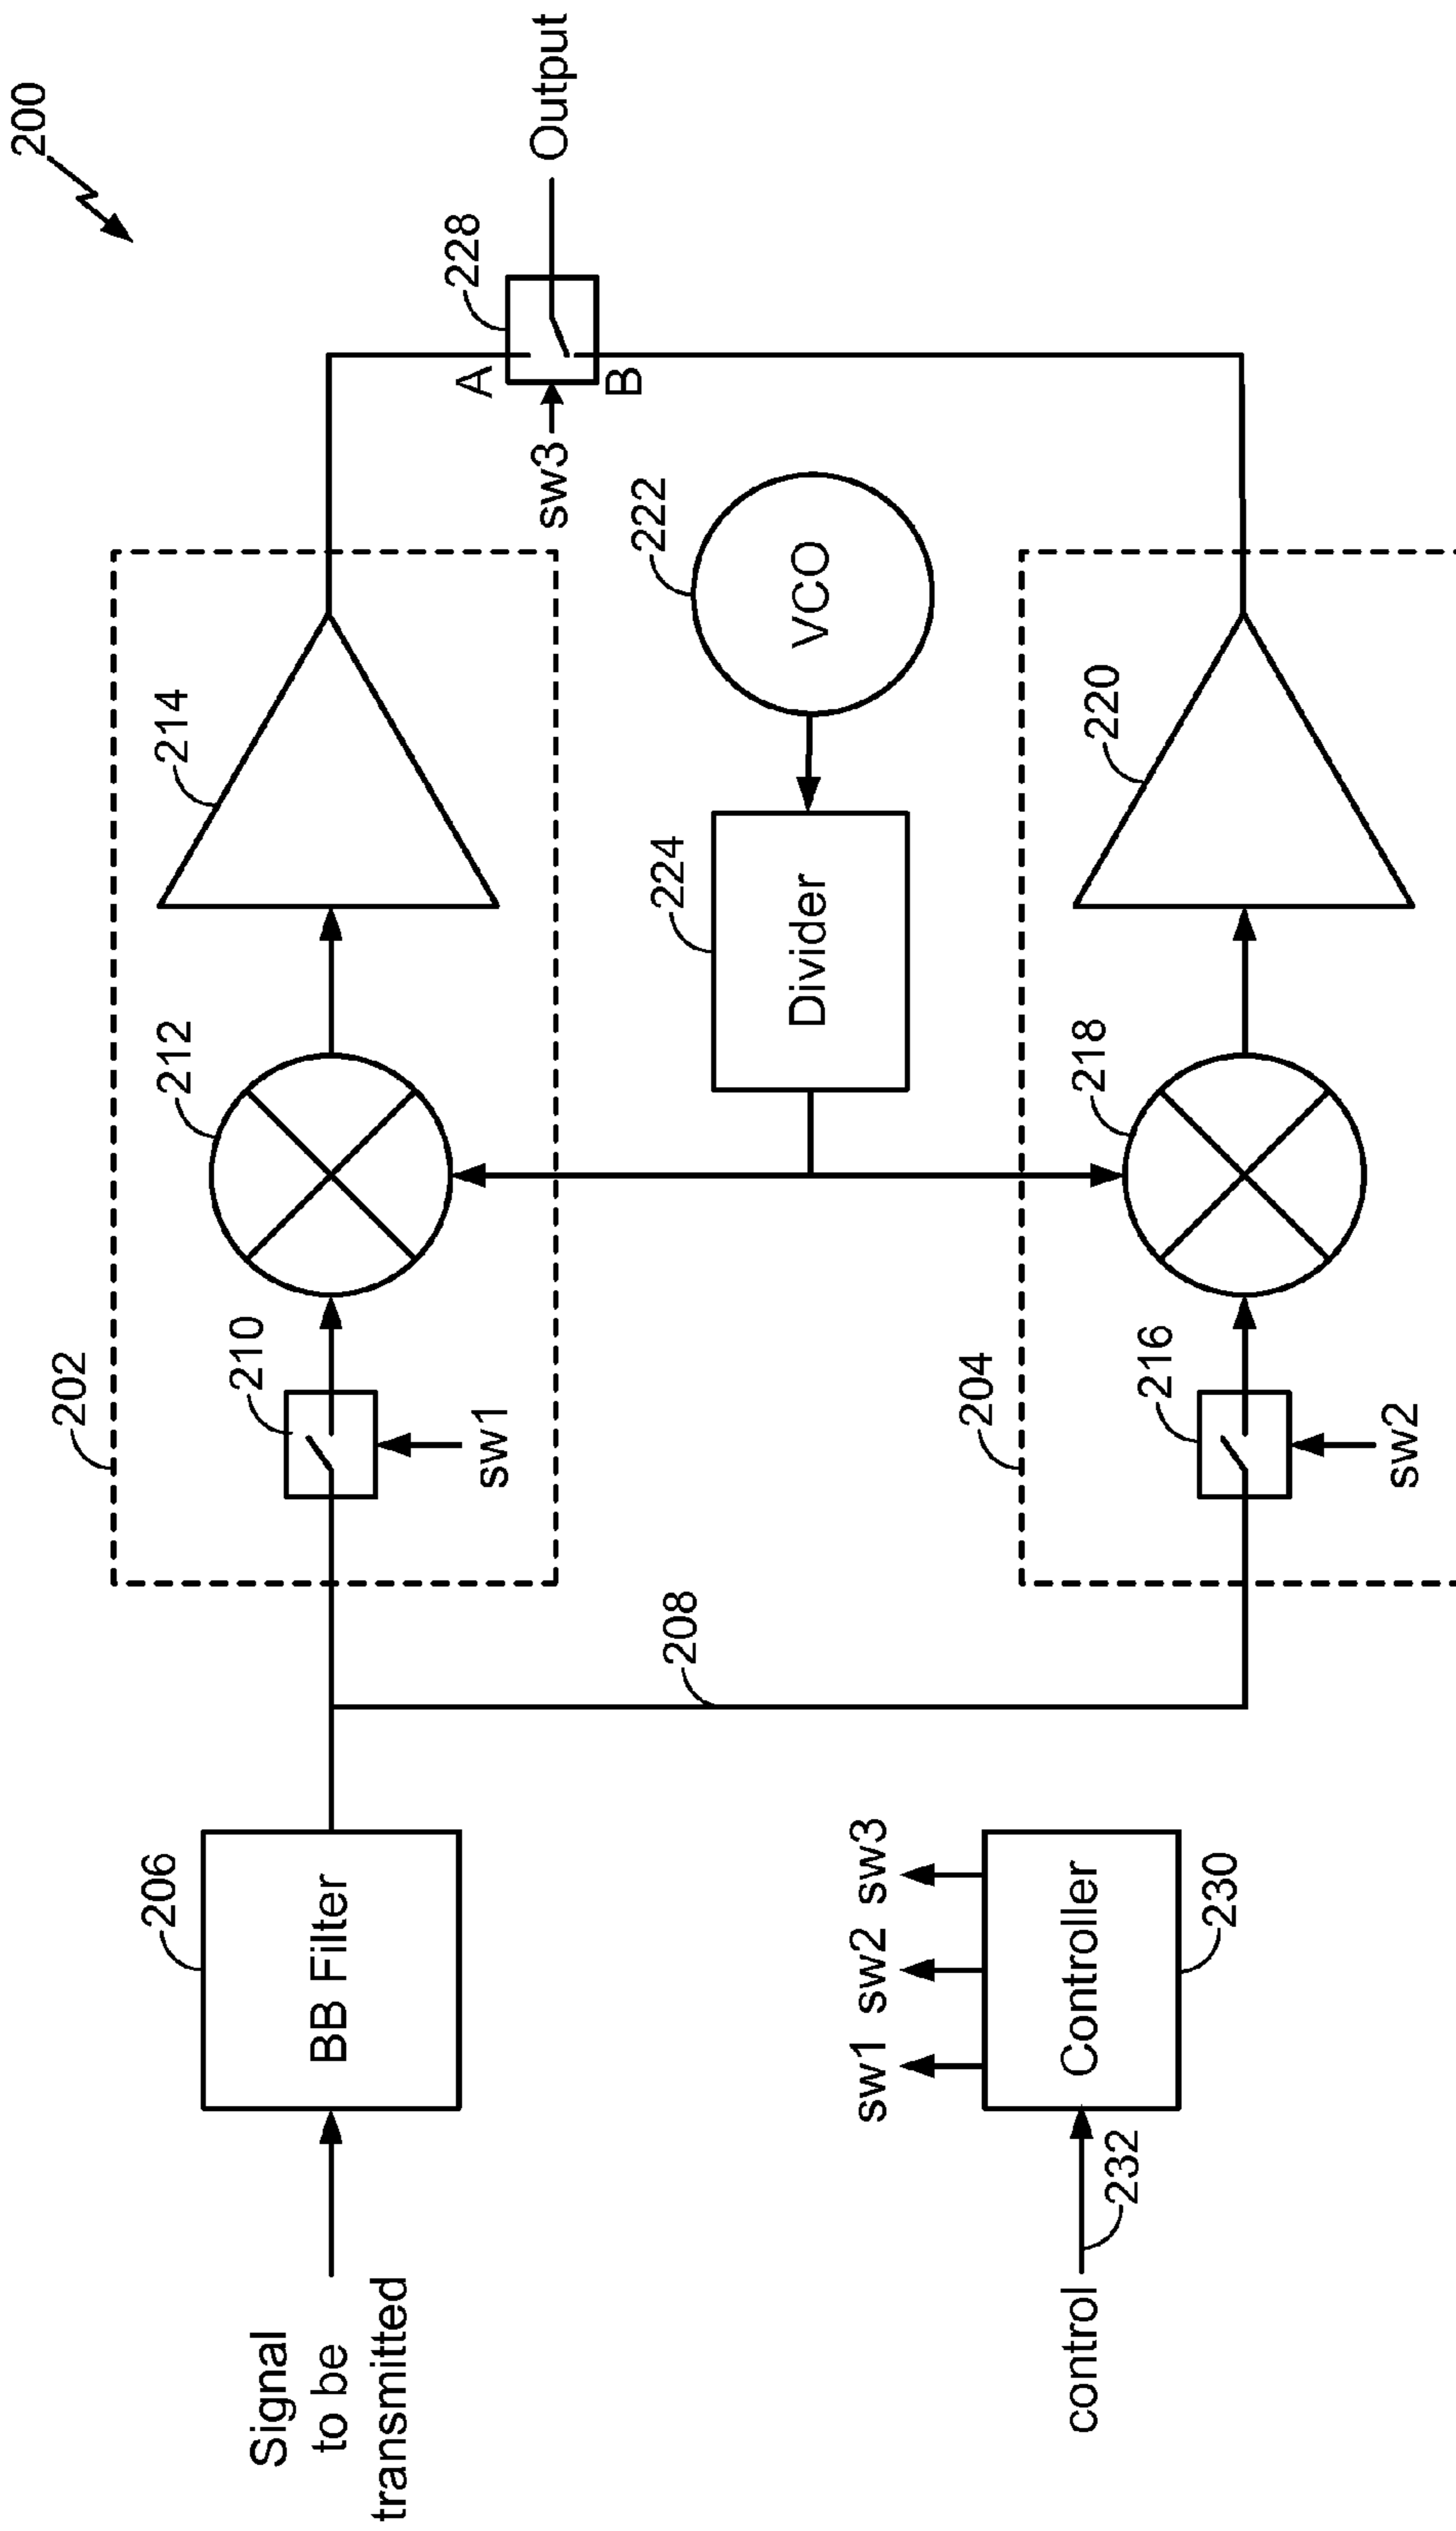 200
202
206
BB Filter
Signal
to be
transmitted
210
sw1
212
214
A
228
Output
sw3
B
208
224
Divider
222
VCO
sw1 sw2 sw3
Controller
control
232
230
204
216
sw2
218
220